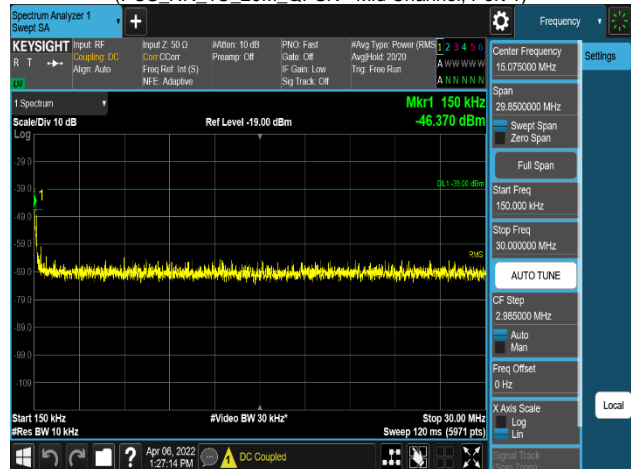 Spectrum Analyzer 1
Swept SA
Frequency
KEYSIGHT
R T
LW
Input: RF
Coupling: DC
Align: Auto
Input Z: 50 Ω
Corr CCorr
Freq Ref: Int (S)
NFE: Adaptive
#Atten: 10 dB
Preamp: Off
PNO: Fast
Gate: Off
IF Gain: Low
Sig Track: Off
#Avg Type: Power (RMS
Avg|Hold: 20/20
Trig: Free Run
1 2 3 4 5 6
A W W W W W
A N N N N N
1 Spectrum
Scale/Div 10 dB
Log
Ref Level -19.00 dBm
Mkr1 150 kHz
-46.370 dBm
-29.0
-39.0
-49.0
-59.0
-69.0
-79.0
-89.0
-99.0
-109
1
DL1 -39.00 dBm
RMS
Start 150 kHz
#Res BW 10 kHz
#Video BW 30 kHz*
Stop 30.00 MHz
Sweep 120 ms (5971 pts)
Center Frequency
15.075000 MHz
Settings
Span
29.8500000 MHz
Swept Span
Zero Span
Full Span
Start Freq
150.000 kHz
Stop Freq
30.000000 MHz
AUTO TUNE
CF Step
2.985000 MHz
Auto
Man
Freq Offset
0 Hz
X Axis Scale
Log
Lin
Local
Signal Track
(Span Zoom)
?
Apr 06, 2022
1:27:14 PM
DC Coupled